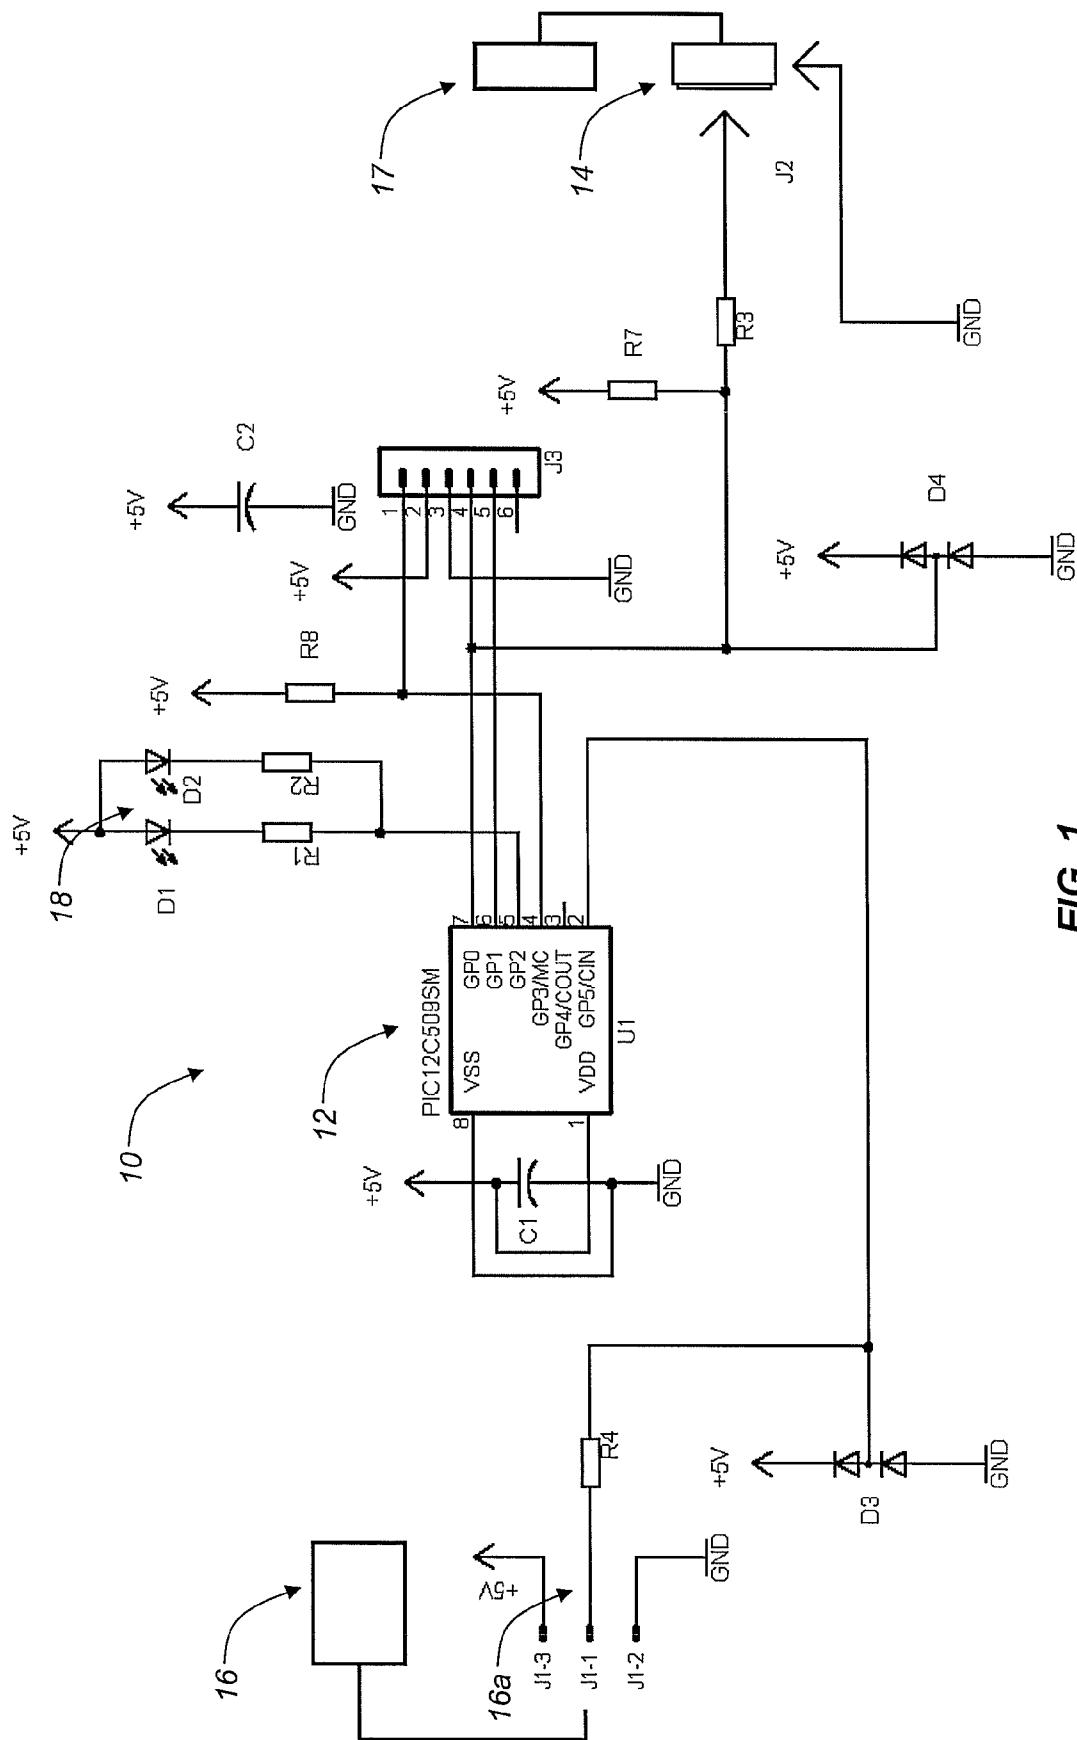 10
12
14
16
16a
17
18
+5V
D1
D2
R1
R2
+5V
R8
+5V
C2
GND
+5V
GND
1
2
3
4
5
6
J3
+5V
R7
R3
J2
GND
+5V
D4
GND
PIC12C509SM
VSS
VDD
GP0
GP1
GP2
GP3/MC
GP4/COUT
GP5/CIN
U1
8
1
7
6
5
4
3
2
+5V
C1
GND
R4
+5V
D3
GND
+5V
J1-3
J1-1
J1-2
GND
FIG. 1